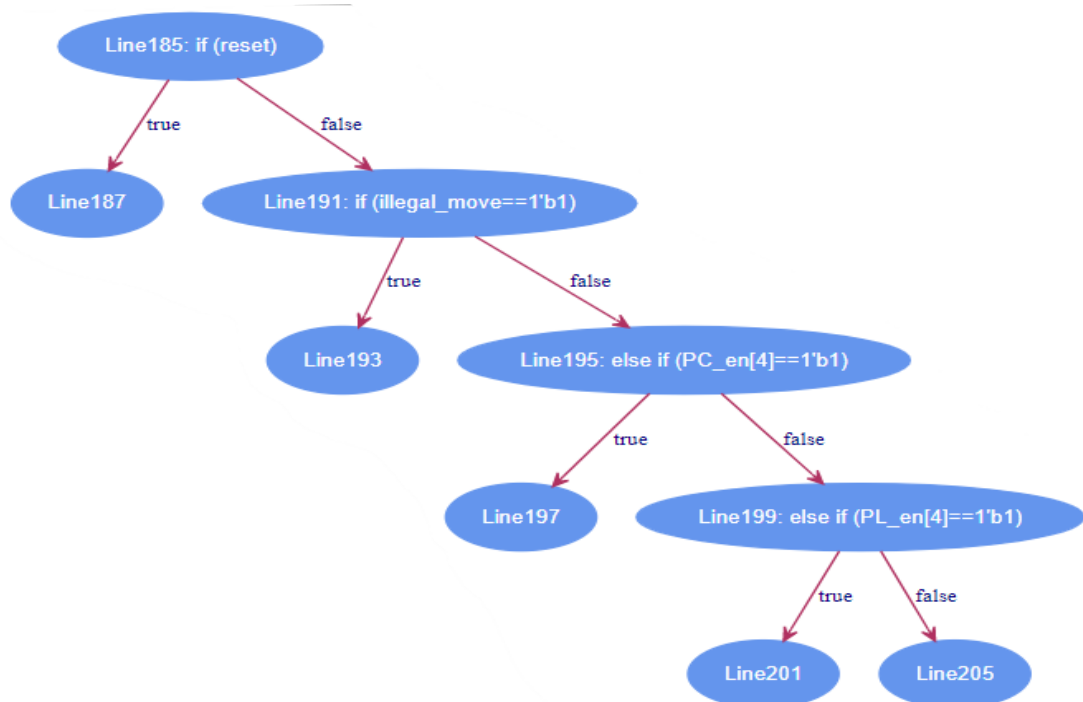 Line185: if (reset)
true
false
Line187
Line191: if (illegal_move==1'b1)
true
false
Line193
Line195: else if (PC_en[4]==1'b1)
true
false
Line197
Line199: else if (PL_en[4]==1'b1)
true
false
Line201
Line205